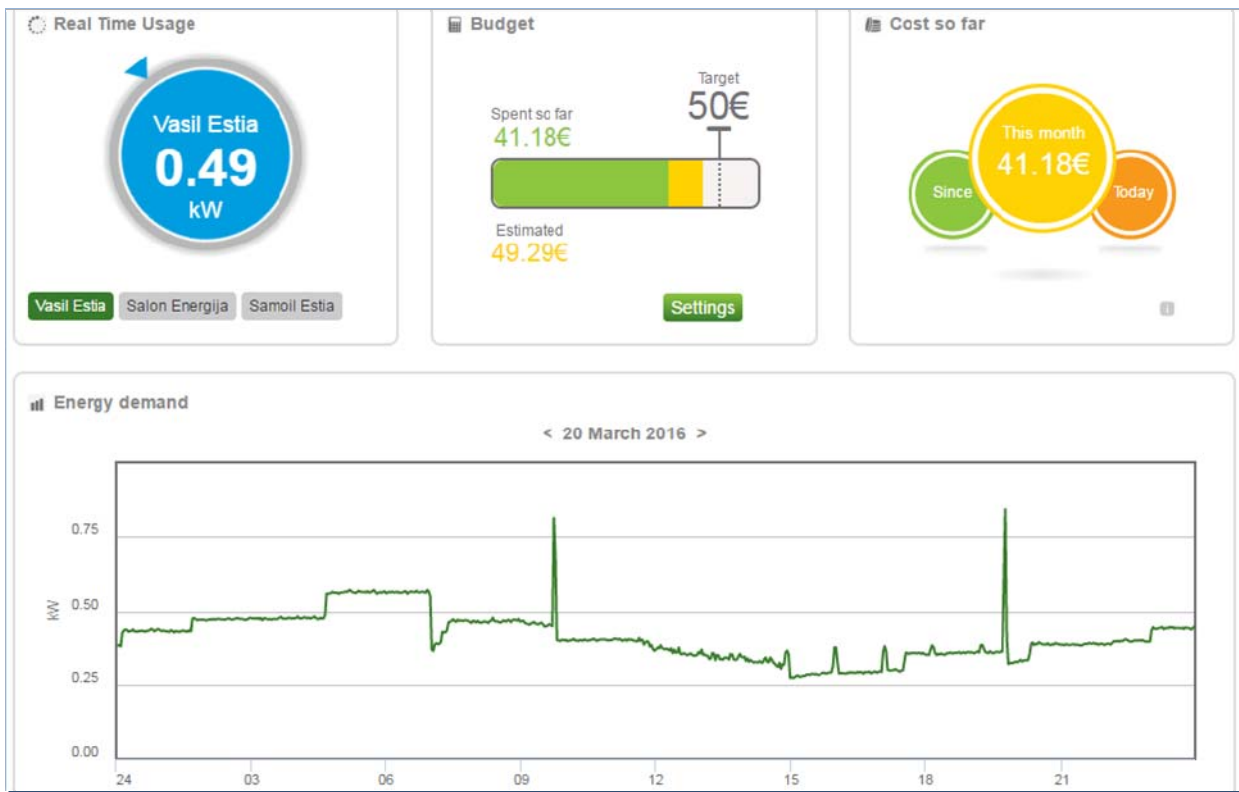 Real Time Usage
Vasil Estia
0.49
kW
Vasil Estia
Salon Energija
Samoil Estia
Budget
Target
50€
Spent so far
41.18€
Estimated
49.29€
Settings
Cost so far
This month
41.18€
Since
Today
i
Energy demand
< 20 March 2016 >
kW
0.75
0.50
0.25
0.00
24 03 06 09 12 15 18 21